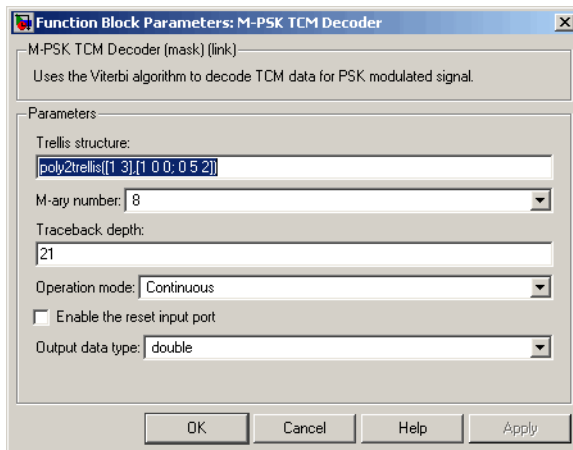 Function Block Parameters: M-PSK TCM Decoder
M-PSK TCM Decoder (mask) (link)
Uses the Viterbi algorithm to decode TCM data for PSK modulated signal.
Parameters
Trellis structure:
poly2trellis([1 3],[1 0 0; 0 5 2])
M-ary number: 8
Traceback depth:
21
Operation mode: Continuous
Enable the reset input port
Output data type: double
OK Cancel Help Apply